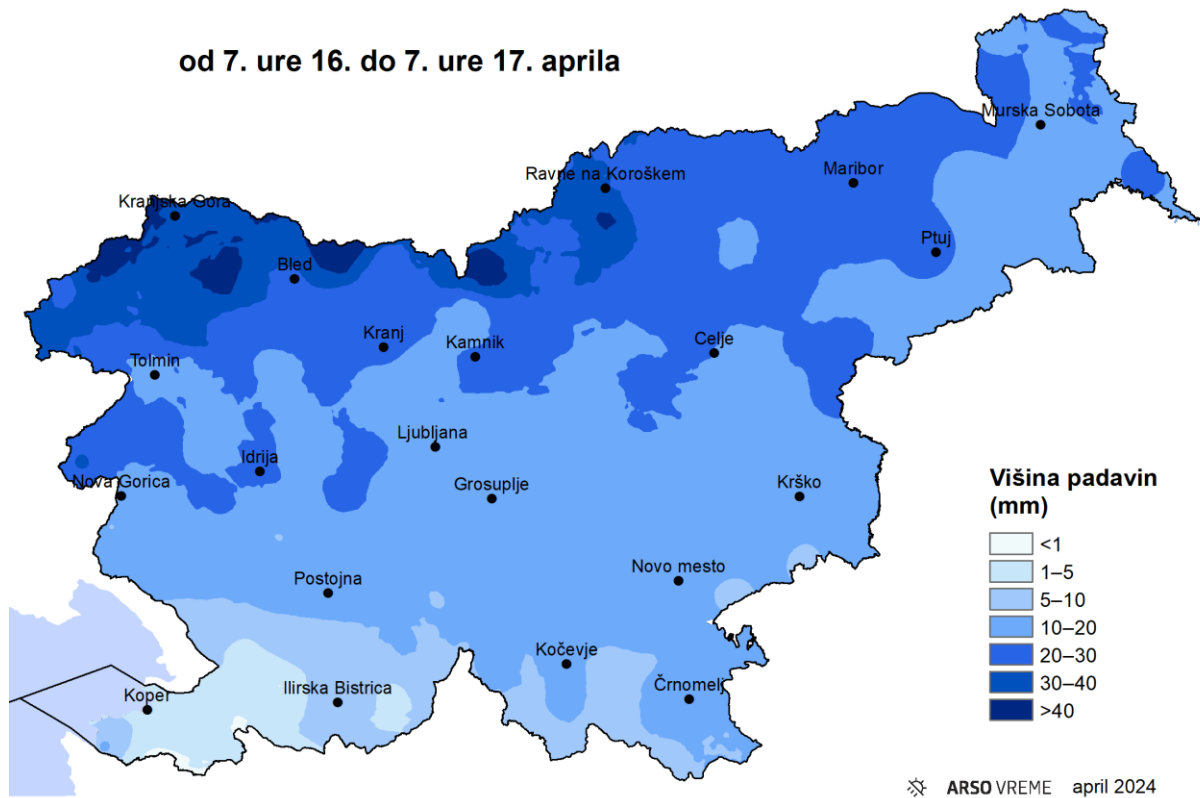 od 7. ure 16. do 7. ure 17. aprila
Murska Sobota
Ravne na Koroškem
Maribor
Kranjska Gora
Ptuj
Bled
Kranj
Kamnik
Celje
Tolmin
Ljubljana
Idrija
Nova Gorica
Grosuplje
Krško
Postojna
Novo mesto
Kočevje
Koper
Ilirska Bistrica
Črnomelj
Višina padavin
(mm)
<1
1–5
5–10
10–20
20–30
30–40
>40
ARSO VREME april 2024